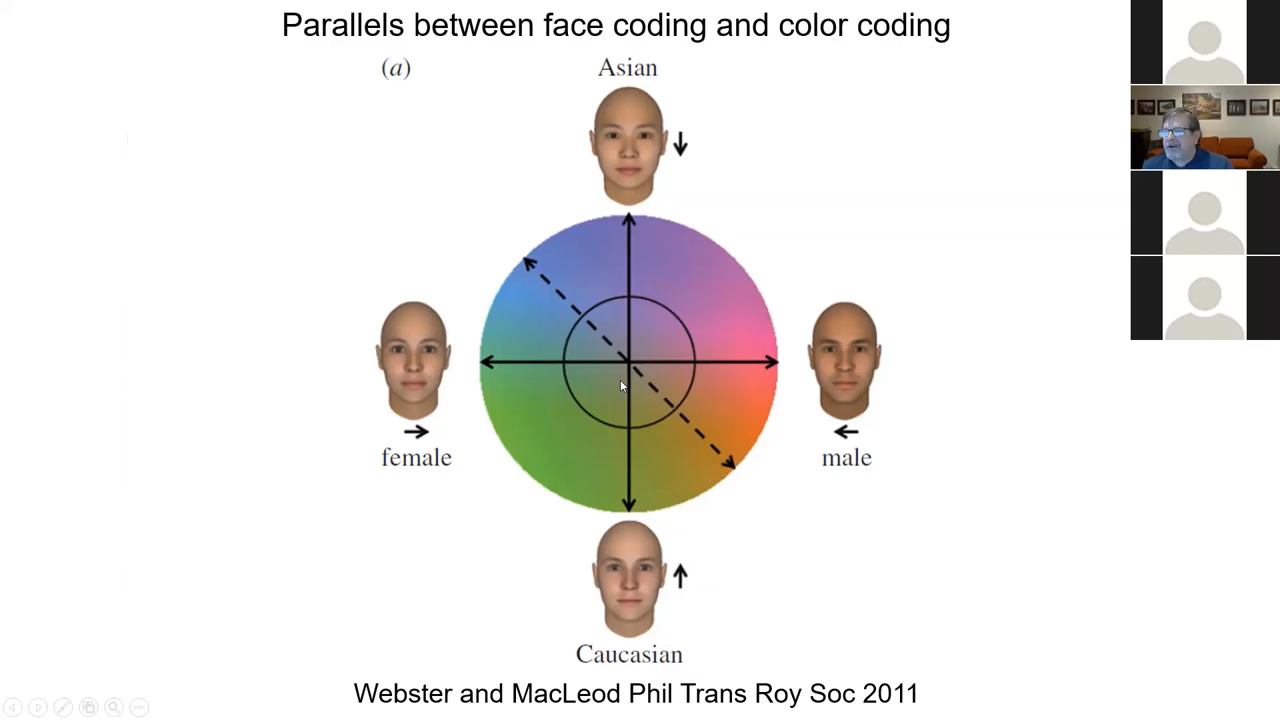 Parallels between face coding and color coding
(a)
Asian
female
male
Caucasian
Webster and MacLeod Phil Trans Roy Soc 2011